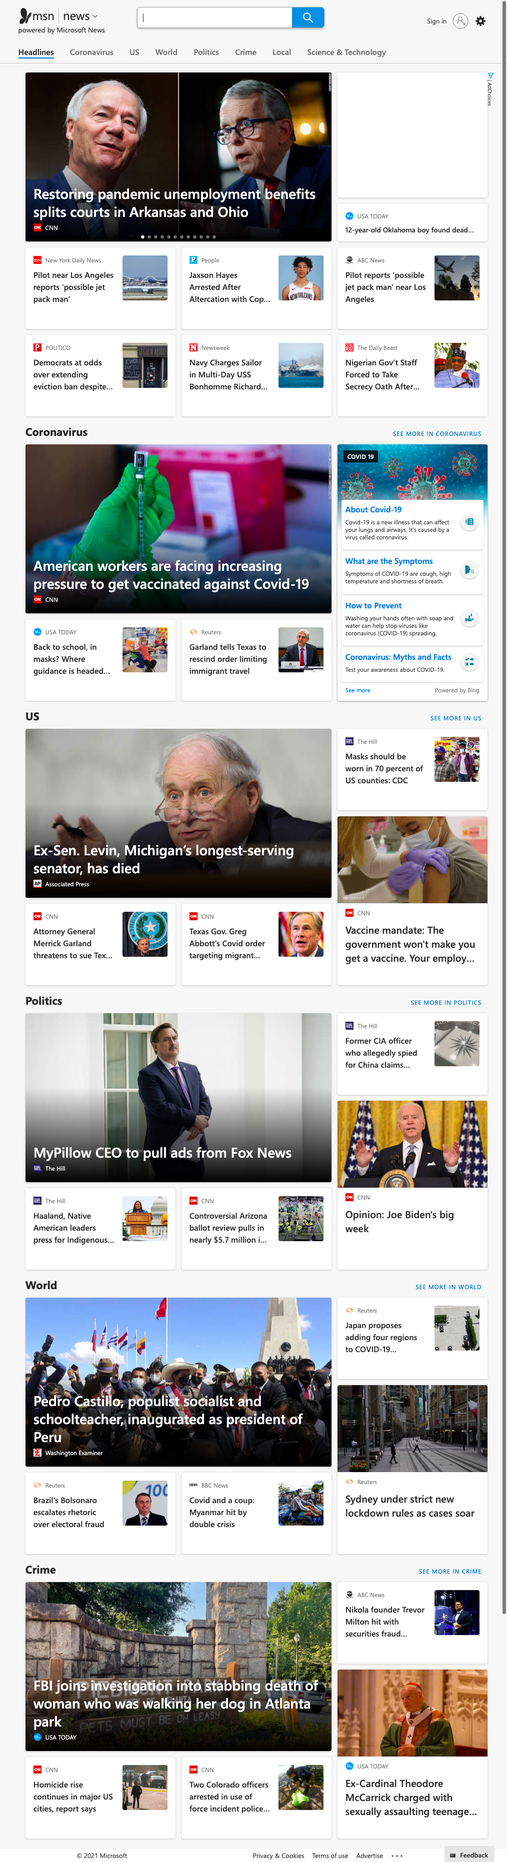 msn | news
powered by Microsoft News
Sign in
Headlines
Coronavirus
US
World
Politics
Crime
Local
Science & Technology
Restoring pandemic unemployment benefits
splits courts in Arkansas and Ohio
CNN
AdChoices
USA TODAY
12-year-old Oklahoma boy found dead...
New York Daily News
Pilot near Los Angeles
reports 'possible jet
pack man'
People
Jaxson Hayes
Arrested After
Altercation with Cop...
ABC News
Pilot reports 'possible
jet pack man' near Los
Angeles
POLITICO
Democrats at odds
over extending
eviction ban despite...
Newsweek
Navy Charges Sailor
in Multi-Day USS
Bonhomme Richard...
The Daily Beast
Nigerian Gov't Staff
Forced to Take
Secrecy Oath After...
Coronavirus
SEE MORE IN CORONAVIRUS
American workers are facing increasing
pressure to get vaccinated against Covid-19
CNN
COVID 19
About Covid-19
Covid-19 is a new illness that can affect
your lungs and airways. It's caused by a
virus called coronavirus.
What are the Symptoms
Symptoms of COVID-19 are cough, high
temperature and shortness of breath.
How to Prevent
Washing your hands often with soap and
water can help stop viruses like
coronavirus (COVID-19) spreading.
Coronavirus: Myths and Facts
Test your awareness about COVID-19.
See more
Powered by Bing
USA TODAY
Back to school, in
masks? Where
guidance is headed...
Reuters
Garland tells Texas to
rescind order limiting
immigrant travel
US
SEE MORE IN US
Ex-Sen. Levin, Michigan's longest-serving
senator, has died
Associated Press
The Hill
Masks should be
worn in 70 percent of
US counties: CDC
CNN
Vaccine mandate: The
government won't make you
get a vaccine. Your employ...
CNN
Attorney General
Merrick Garland
threatens to sue Tex...
CNN
Texas Gov. Greg
Abbott's Covid order
targeting migrant...
Politics
SEE MORE IN POLITICS
MyPillow CEO to pull ads from Fox News
The Hill
The Hill
Former CIA officer
who allegedly spied
for China claims...
CNN
Opinion: Joe Biden's big
week
The Hill
Haaland, Native
American leaders
press for Indigenous...
CNN
Controversial Arizona
ballot review pulls in
nearly $5.7 million i...
World
SEE MORE IN WORLD
Pedro Castillo, populist socialist and
schoolteacher, inaugurated as president of
Peru
Washington Examiner
Reuters
Japan proposes
adding four regions
to COVID-19...
Reuters
Sydney under strict new
lockdown rules as cases soar
Reuters
Brazil's Bolsonaro
escalates rhetoric
over electoral fraud
BBC News
Covid and a coup:
Myanmar hit by
double crisis
Crime
SEE MORE IN CRIME
FBI joins investigation into stabbing death of
woman who was walking her dog in Atlanta
park
PETS MUST BE ON LEASH
USA TODAY
ABC News
Nikola founder Trevor
Milton hit with
securities fraud...
USA TODAY
Ex-Cardinal Theodore
McCarrick charged with
sexually assaulting teenage...
CNN
Homicide rise
continues in major US
cities, report says
CNN
Two Colorado officers
arrested in use of
force incident police...
© 2021 Microsoft
Privacy & Cookies
Terms of use
Advertise
...
Feedback